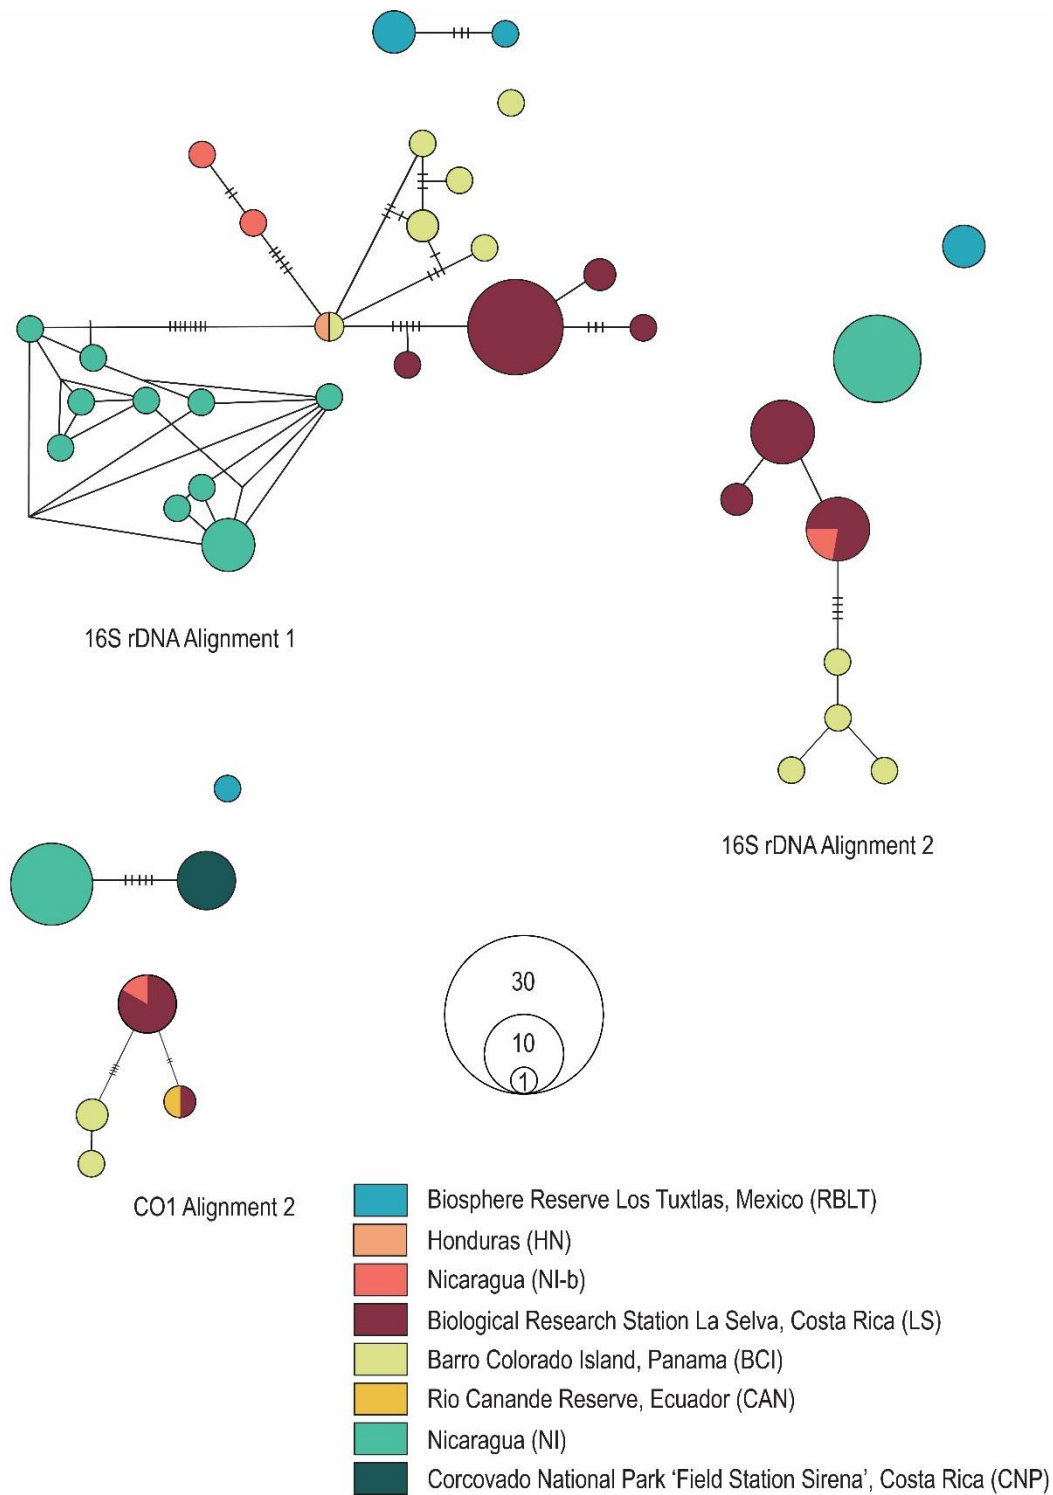 16S rDNA Alignment 1
16S rDNA Alignment 2
30
10
1
CO1 Alignment 2
Biosphere Reserve Los Tuxtlas, Mexico (RBLT)
Honduras (HN)
Nicaragua (NI-b)
Biological Research Station La Selva, Costa Rica (LS)
Barro Colorado Island, Panama (BCI)
Rio Canande Reserve, Ecuador (CAN)
Nicaragua (NI)
Corcovado National Park ‘Field Station Sirena’, Costa Rica (CNP)